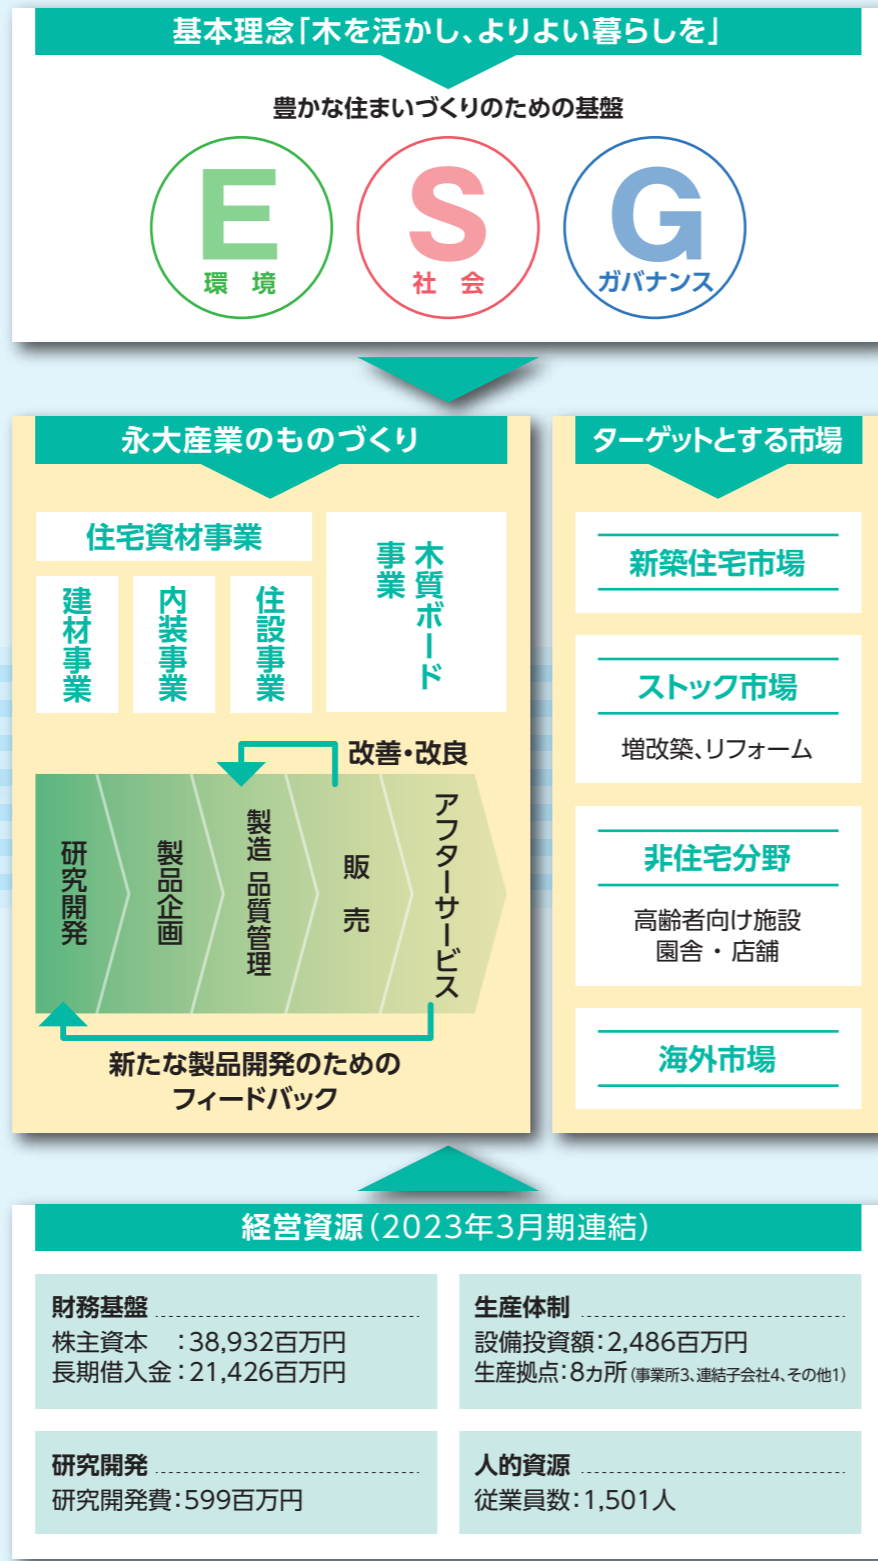 基本理念「木を活かし、よりよい暮らしを」
豊かな住まいづくりのための基盤
E
環 境
S
社 会
G
ガバナンス
永大産業のものづくり
住宅資材事業
建材事業
内装事業
住設事業
木質ボード
事業
改善・改良
研究開発
製品企画
製造 品質管理
販 売
アフターサービス
新たな製品開発のための
フィードバック
ターゲットとする市場
新築住宅市場
ストック市場
増改築、リフォーム
非住宅分野
高齢者向け施設
園舎・店舗
海外市場
経営資源(2023年3月期連結)
財務基盤
株主資本 :38,932百万円
長期借入金:21,426百万円
生産体制
設備投資額:2,486百万円
生産拠点:8カ所(事業所3、連結子会社4、その他1)
研究開発
研究開発費:599百万円
人的資源
従業員数:1,501人